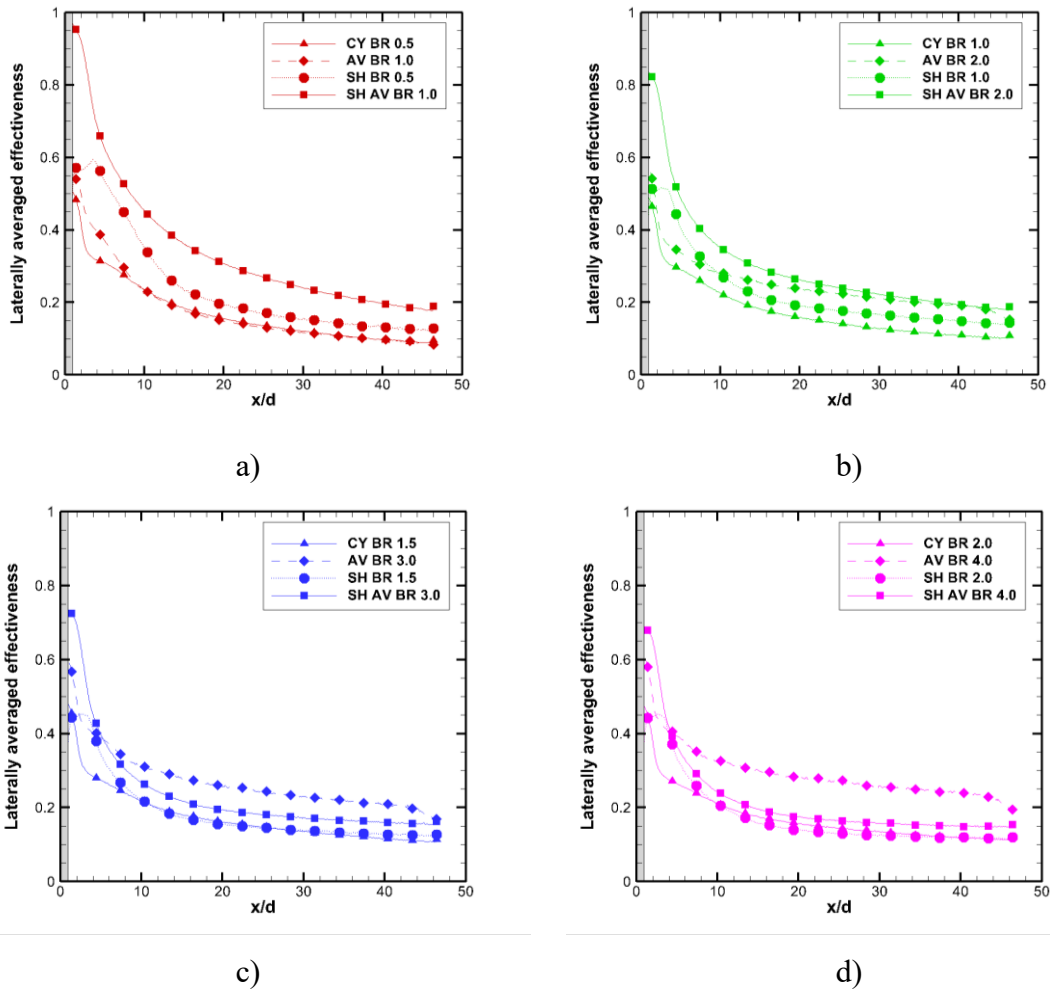 Laterally averaged effectiveness
1
0.8
0.6
0.4
0.2
0
0
10
20
30
40
50
x/d
CY BR 0.5
AV BR 1.0
SH BR 0.5
SH AV BR 1.0
a)
Laterally averaged effectiveness
1
0.8
0.6
0.4
0.2
0
0
10
20
30
40
50
x/d
CY BR 1.0
AV BR 2.0
SH BR 1.0
SH AV BR 2.0
b)
Laterally averaged effectiveness
1
0.8
0.6
0.4
0.2
0
0
10
20
30
40
50
x/d
CY BR 1.5
AV BR 3.0
SH BR 1.5
SH AV BR 3.0
c)
Laterally averaged effectiveness
1
0.8
0.6
0.4
0.2
0
0
10
20
30
40
50
x/d
CY BR 2.0
AV BR 4.0
SH BR 2.0
SH AV BR 4.0
d)